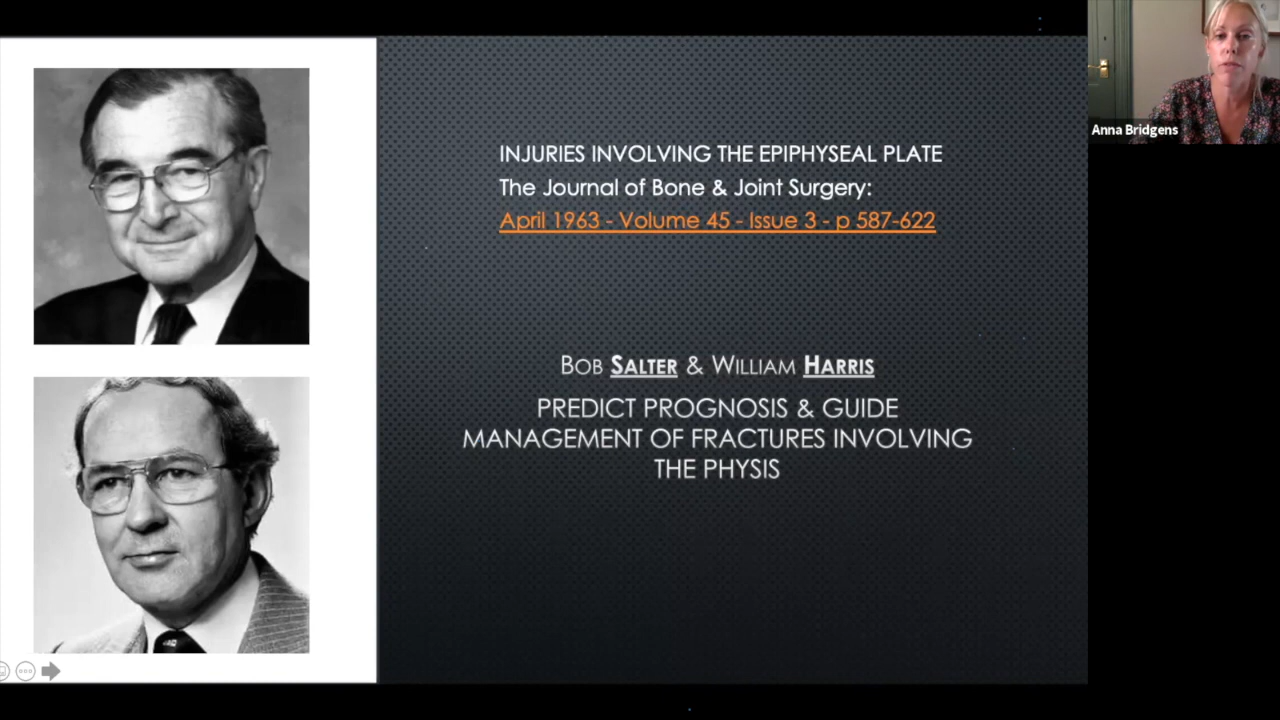 INJURIES INVOLVING THE EPIPHYSEAL PLATE
The Journal of Bone & Joint Surgery:
April 1963 - Volume 45 - Issue 3 - p 587-622
BOB SALTER & WILLIAM HARRIS
PREDICT PROGNOSIS & GUIDE
MANAGEMENT OF FRACTURES INVOLVING
THE PHYSIS
Anna Bridgens